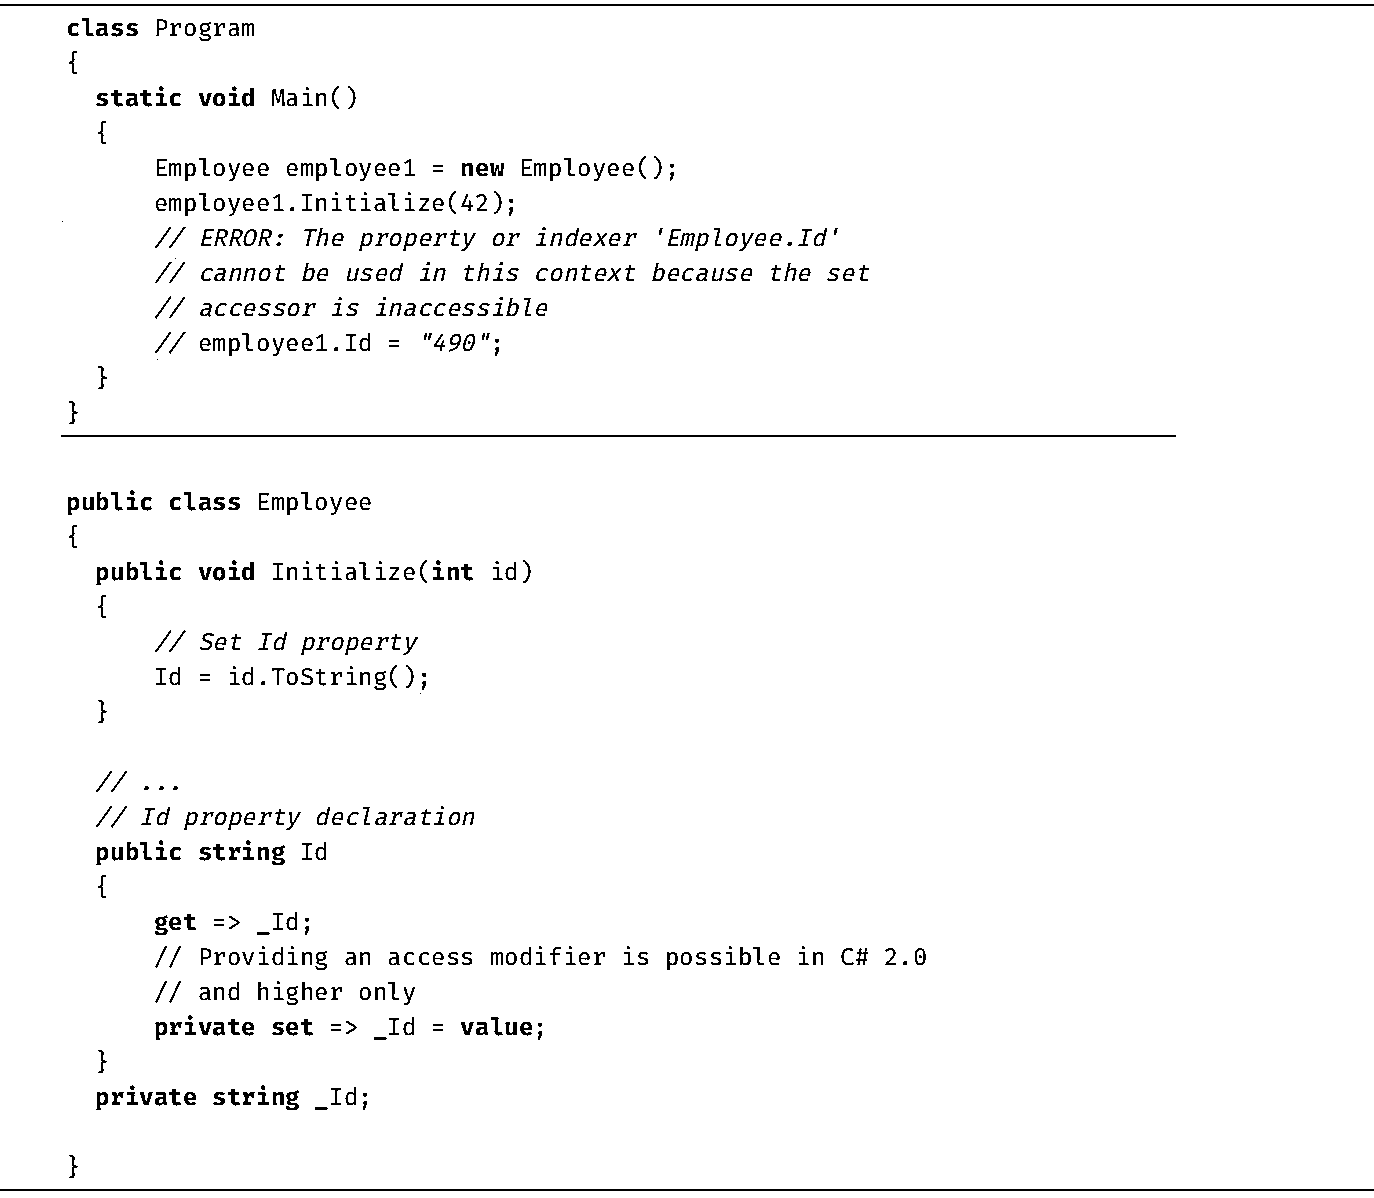 class Program
{
  static void Main()
  {
      Employee employee1 = new Employee();
      employee1.Initialize(42);
      // ERROR: The property or indexer 'Employee.Id'
      // cannot be used in this context because the set
      // accessor is inaccessible
      // employee1.Id = "490";
  }
}
public class Employee
{
  public void Initialize(int id)
  {
      // Set Id property
      Id = id.ToString();
  }
  // ...
  // Id property declaration
  public string Id
  {
      get => _Id;
      // Providing an access modifier is possible in C# 2.0
      // and higher only
      private set => _Id = value;
  }
  private string _Id;
}